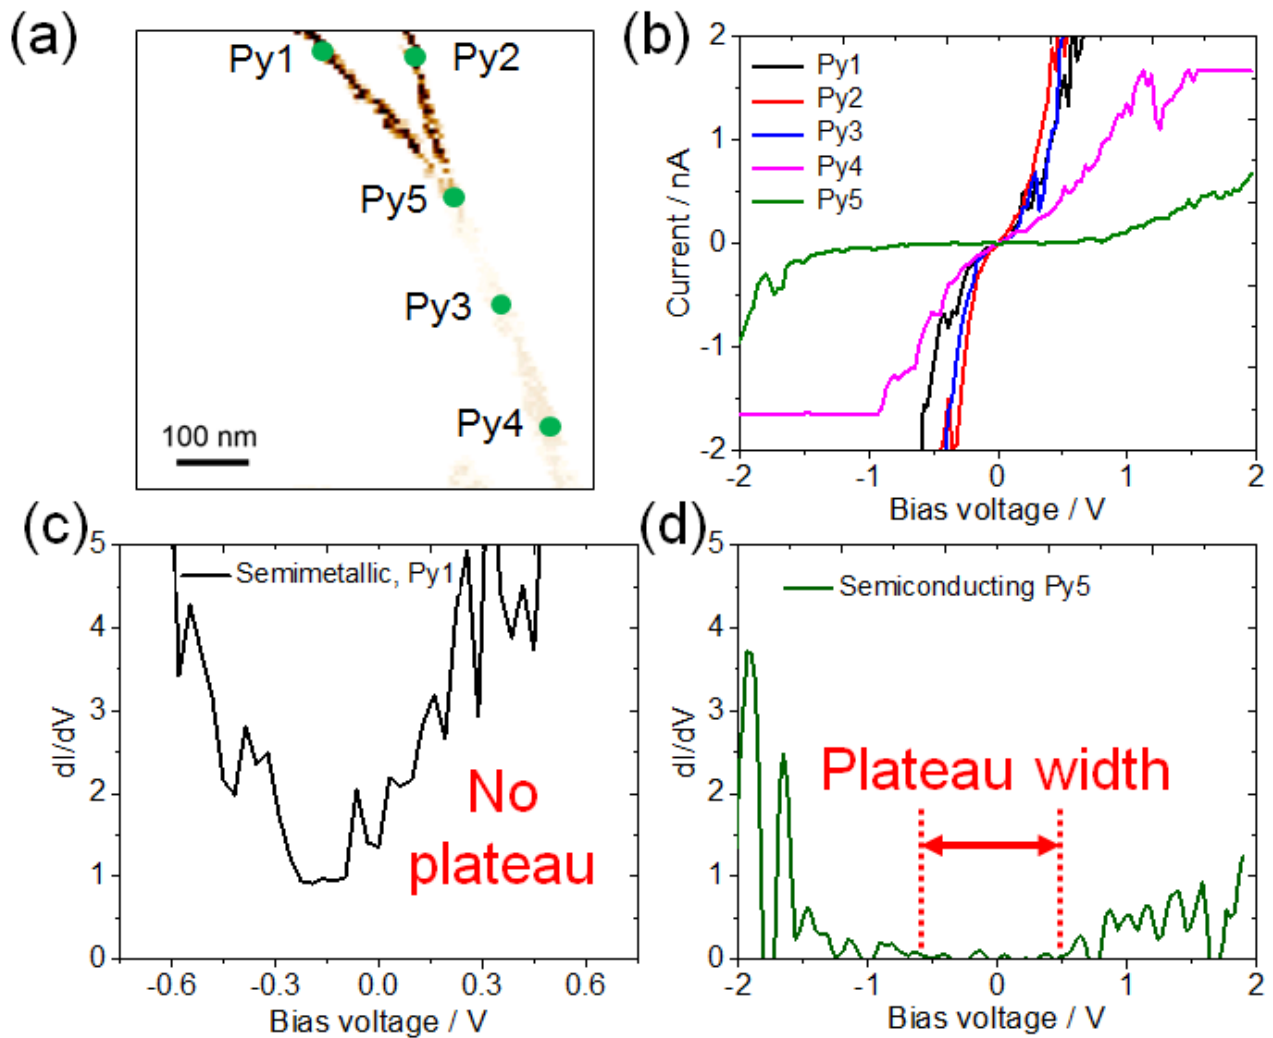 (a)
Py1
Py2
Py5
Py3
Py4
100 nm
(b)
2
1
0
-1
-2
Current / nA
Py1
Py2
Py3
Py4
Py5
-2
-1
0
1
2
Bias voltage / V
(c)
5
4
3
2
1
0
dI/dV
Semimetallic, Py1
No
plateau
-0.6
-0.3
0.0
0.3
0.6
Bias voltage / V
(d)
5
4
3
2
1
0
dI/dV
Semiconducting Py5
Plateau width
-2
-1
0
1
2
Bias voltage / V